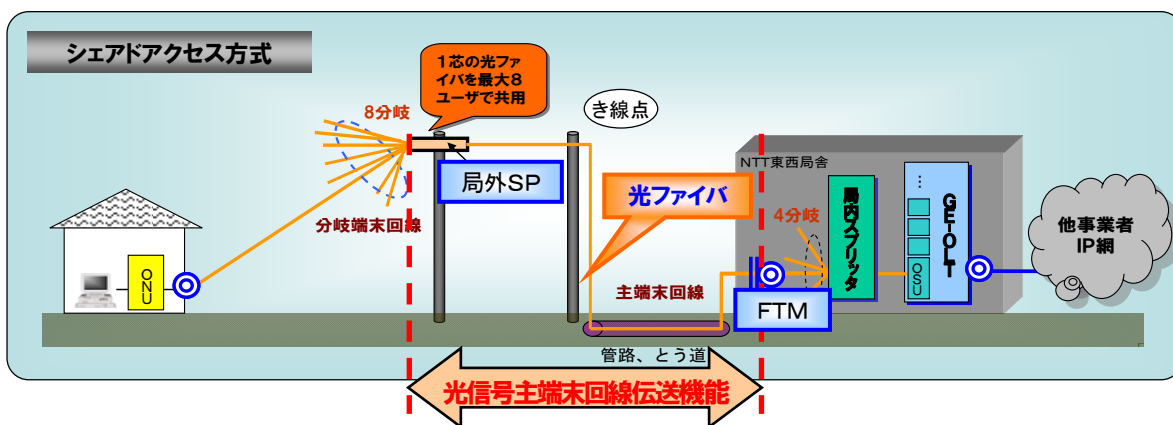 シェアドアクセス方式
1芯の光ファ
イバを最大8
ユーザで共用
8分岐
き線点
NTT東西局舎
局外SP
光ファイバ
4分岐
局内スプリッタ
…
GE-OLT
OSU
他事業者
IP網
分岐端末回線
ONU
主端末回線
FTM
管路、とう道
光信号主端末回線伝送機能